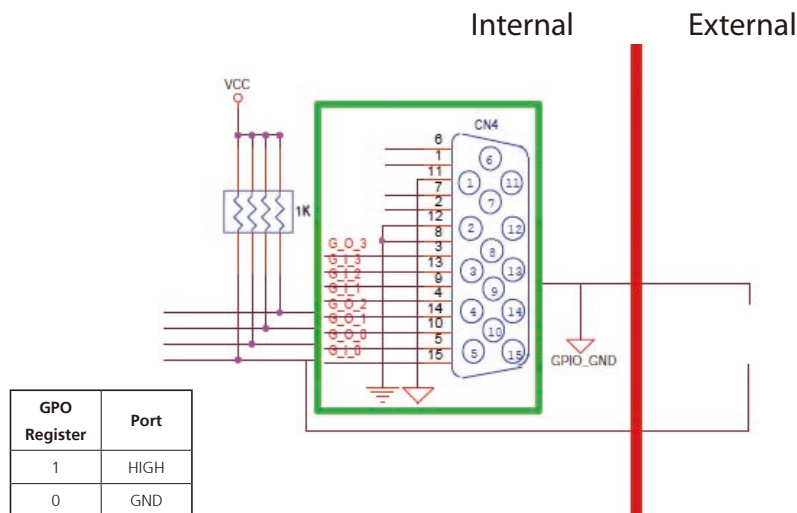 Internal External
VCC
CN4
1K
6
1
11
7
2
12
8
3
13
9
4
14
10
5
15
G_O_3
G_I_3
G_I_2
G_I_1
G_O_2
G_O_1
G_O_0
G_I_0
6
1 11
7
2 12
8
3 13
9
4 14
10
5 15
GPIO_GND
GPO Register Port
1 HIGH
0 GND